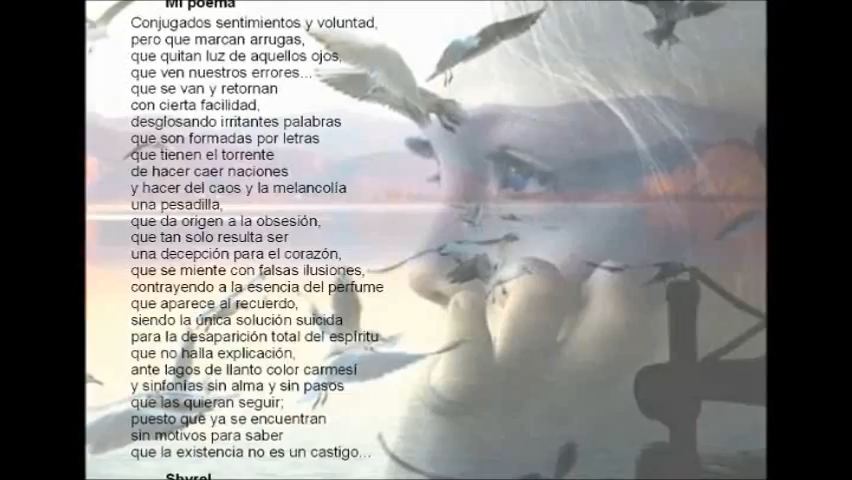 Mi poema
Conjugados sentimientos y voluntad,
pero que marcan arrugas,
que quitan luz de aquellos ojos,
que ven nuestros errores...
que se van y retornan
con cierta facilidad,
desglosando irritantes palabras
que son formadas por letras
que tienen el torrente
de hacer caer naciones
y hacer del caos y la melancolía
una pesadilla,
que da origen a la obsesión,
que tan solo resulta ser
una decepción para el corazón,
que se miente con falsas ilusiones,
contrayendo a la esencia del perfume
que aparece al recuerdo,
siendo la única solución suicida
para la desaparición total del espíritu
que no halla explicación,
ante lagos de llanto color carmesí
y sinfonías sin alma y sin pasos
que las quieran seguir;
puesto que ya se encuentran
sin motivos para saber
que la existencia no es un castigo...
Shyrel